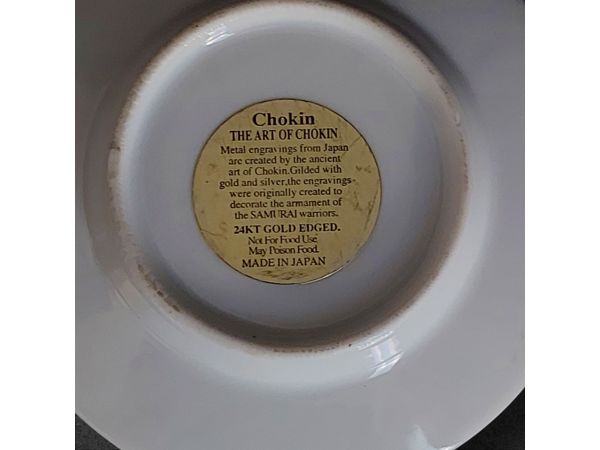 Chokin
THE ART OF CHOKIN
Metal engravings from Japan
are created by the ancient
art of Chokin.Gilded with
gold and silver,the engravings
were originally created to
decorate the armament of
the SAMURAI warriors.
24KT GOLD EDGED.
Not For Food Use
May Poison Food.
MADE IN JAPAN